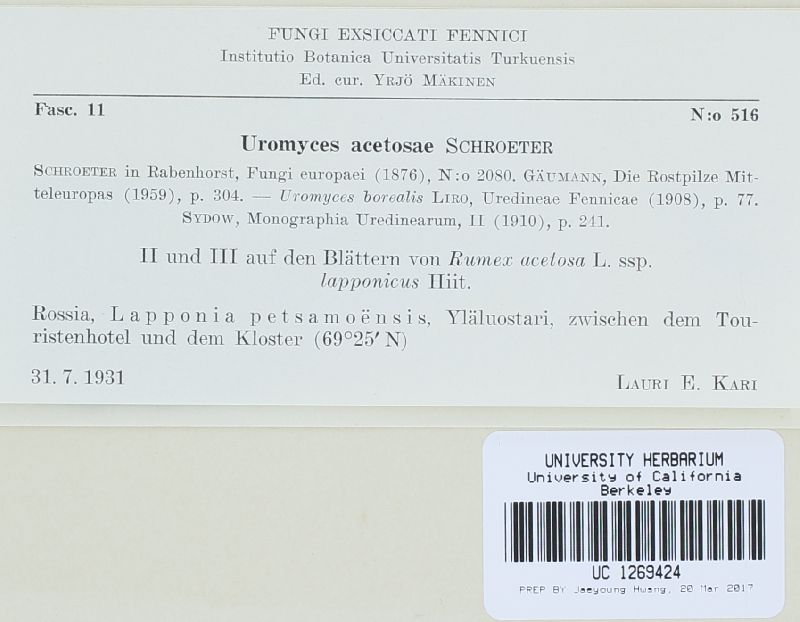 FUNGI EXSICCATI FENNICI
Institutio Botanica Universitatis Turkuensis
Ed. cur. YRJÖ MÄKINEN
Fasc. 11 N:o 516
Uromyces acetosae SCHROETER
SCHROETER in Rabenhorst, Fungi europaei (1876), N:o 2080. GÄUMANN, Die Rostpilze Mit-
teleuropas (1959), p. 304. — Uromyces borealis LIRO, Uredineae Fennicae (1908), p. 77.
SYDOW, Monographia Uredinearum, II (1910), p. 241.
II und III auf den Blättern von Rumex acetosa L. ssp.
lapponicus Hiit.
Rossia, Lapponia petsamoënsis, Yläluostari, zwischen dem Tou-
ristenhotel und dem Kloster (69°25′ N)
31. 7. 1931 LAURI E. KARI
UNIVERSITY HERBARIUM
University of California
Berkeley
UC 1269424
PREP BY Jaeyoung Huang, 20 Mar 2017